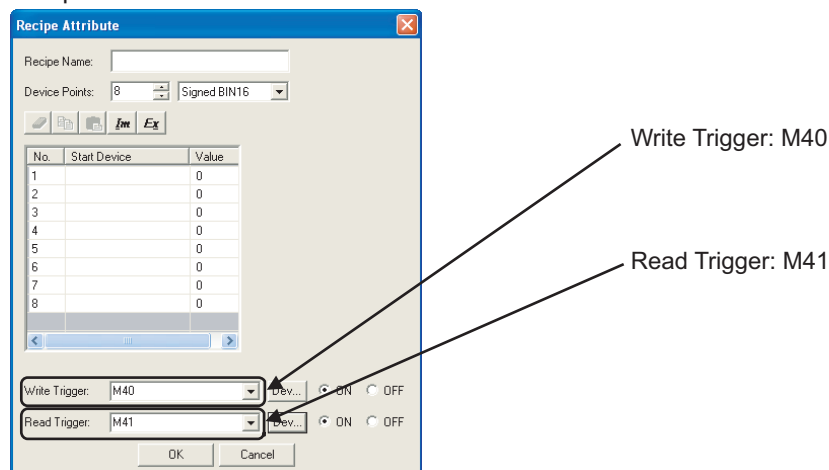 Recipe Attribute
Recipe Name:
Device Points: 8 Signed BIN16
Im Ex
No. Start Device Value
1 0
2 0
3 0
4 0
5 0
6 0
7 0
8 0
Write Trigger: M40 Dev... ON OFF
Read Trigger: M41 Dev... ON OFF
OK Cancel
Write Trigger: M40
Read Trigger: M41